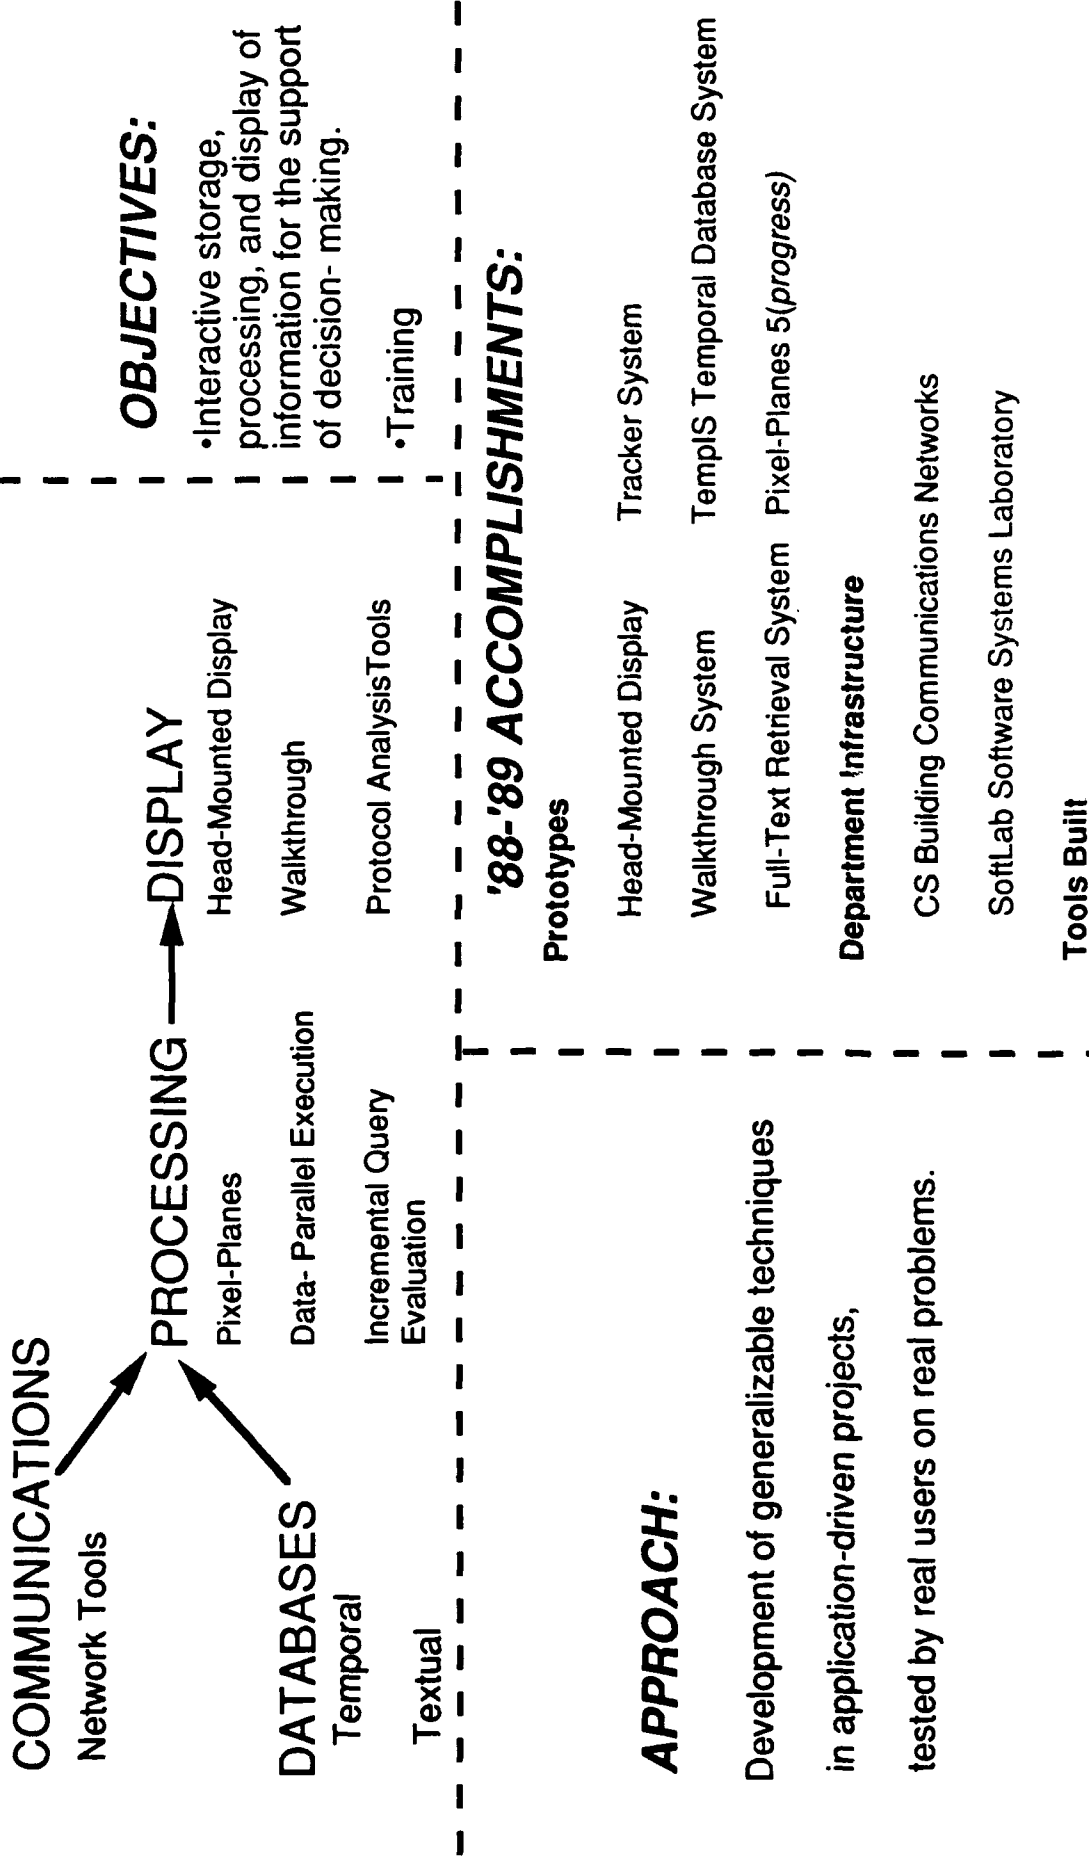 COMMUNICATIONS
Network Tools
DATABASES
Temporal
Textual
PROCESSING
Pixel-Planes
Data- Parallel Execution
Incremental Query
Evaluation
DISPLAY
Head-Mounted Display
Walkthrough
Protocol AnalysisTools
OBJECTIVES:
•Interactive storage,
processing, and display of
information for the support
of decision- making.
•Training
APPROACH:
Development of generalizable techniques
in application-driven projects,
tested by real users on real problems.
'88-'89 ACCOMPLISHMENTS:
Prototypes
Head-Mounted Display Tracker System
Walkthrough System TempIS Temporal Database System
Full-Text Retrieval System Pixel-Planes 5(progress)
Department Infrastructure
CS Building Communications Networks
SoftLab Software Systems Laboratory
Tools Built